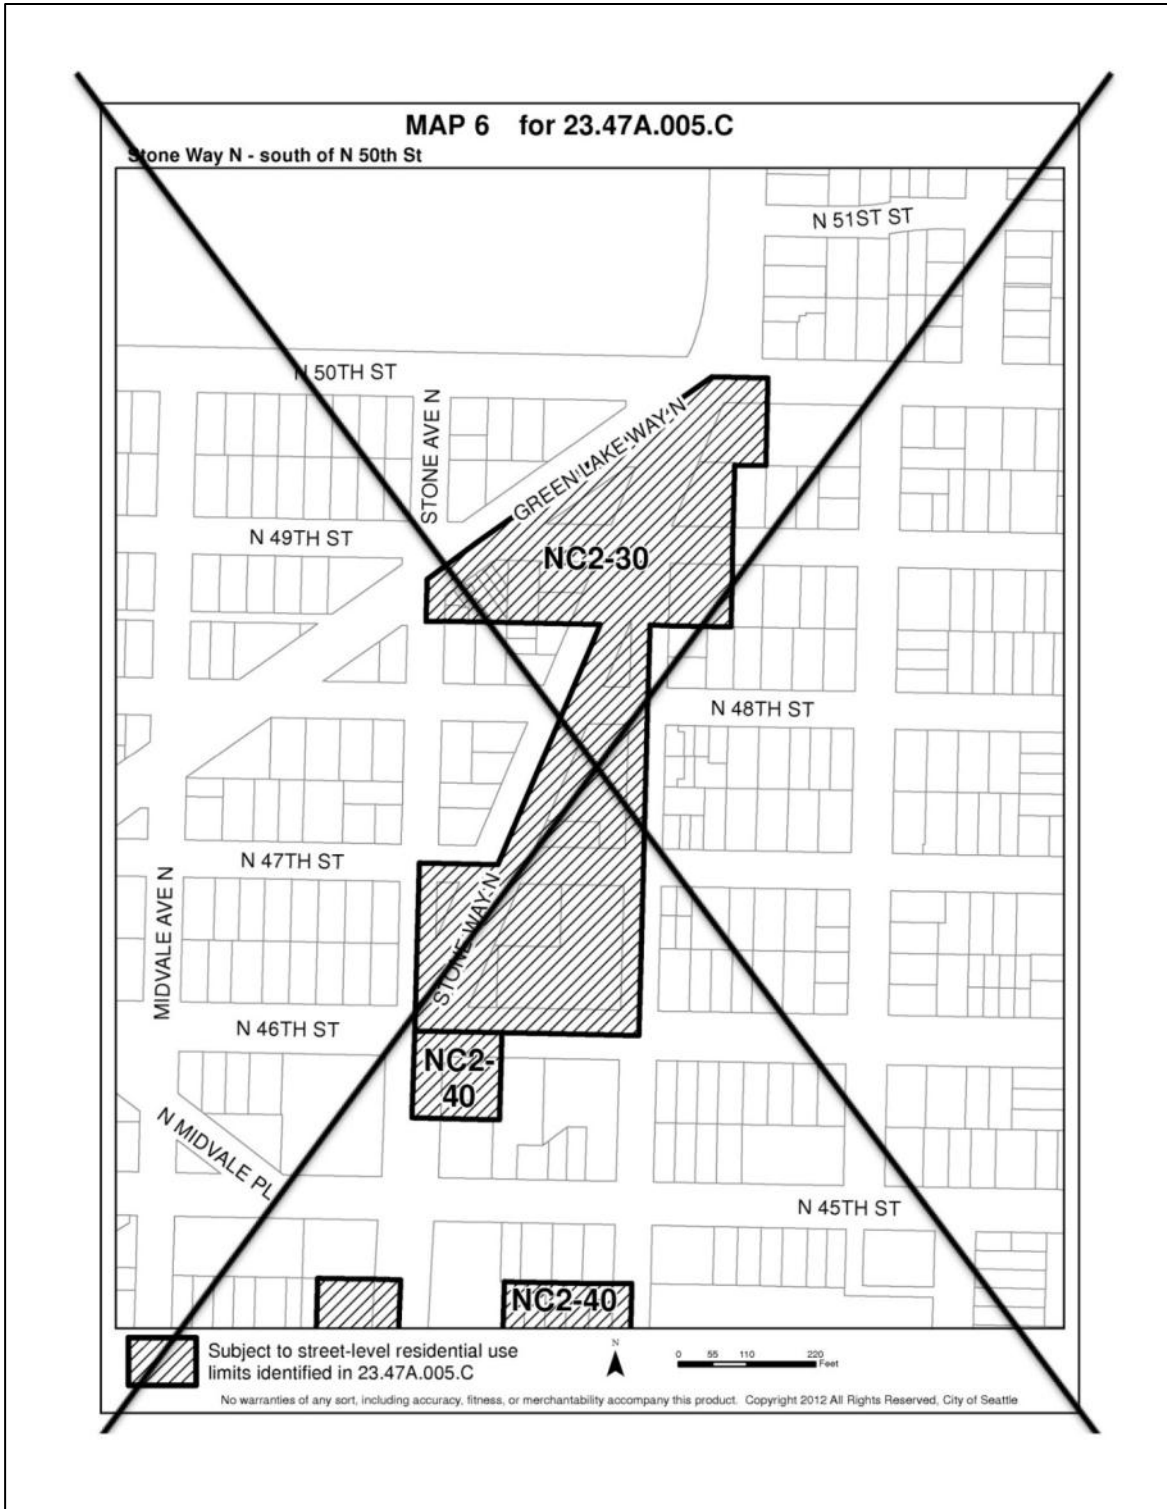 MAP 6 for 23.47A.005.C
Stone Way N - south of N 50th St
N 51ST ST
N 50TH ST
STONE AVE N
GREEN LAKE WAY N
N 49TH ST
NC2-30
N 48TH ST
N 47TH ST
MIDVALE AVE N
STONE WAY N
N 46TH ST
NC2-
40
N MIDVALE PL
N 45TH ST
NC2-40
Subject to street-level residential use
limits identified in 23.47A.005.C
N
0 55 110 220
Feet
No warranties of any sort, including accuracy, fitness, or merchantability accompany this product. Copyright 2012 All Rights Reserved, City of Seattle